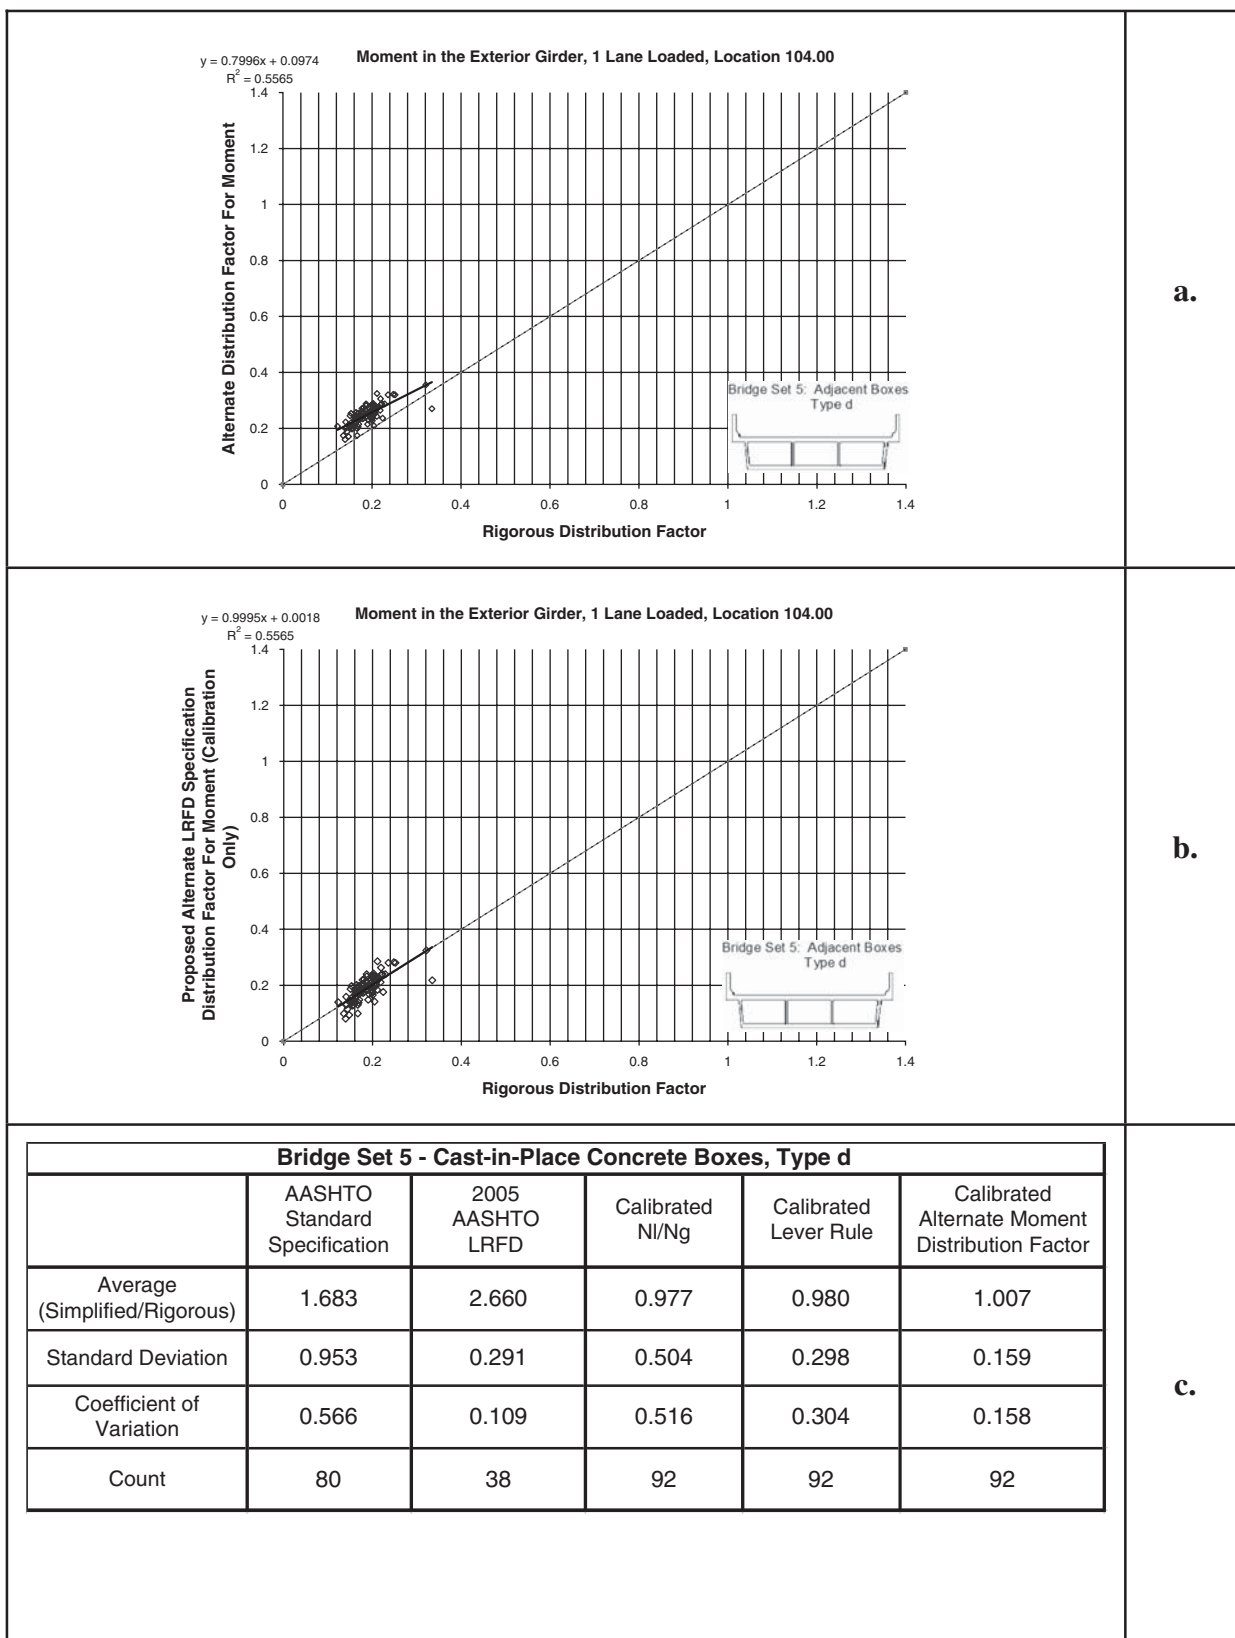 y = 0.7996x + 0.0974
R² = 0.5565
Moment in the Exterior Girder, 1 Lane Loaded, Location 104.00
Alternate Distribution Factor For Moment
1.4
1.2
1
0.8
0.6
0.4
0.2
0
0 0.2 0.4 0.6 0.8 1 1.2 1.4
Rigorous Distribution Factor
Bridge Set 5: Adjacent Boxes
Type d
a.
y = 0.9995x + 0.0018
R² = 0.5565
Moment in the Exterior Girder, 1 Lane Loaded, Location 104.00
Proposed Alternate LRFD Specification
Distribution Factor For Moment (Calibration
Only)
1.4
1.2
1
0.8
0.6
0.4
0.2
0
0 0.2 0.4 0.6 0.8 1 1.2 1.4
Rigorous Distribution Factor
Bridge Set 5: Adjacent Boxes
Type d
b.
Bridge Set 5 - Cast-in-Place Concrete Boxes, Type d
AASHTO
Standard
Specification
2005
AASHTO
LRFD
Calibrated
Nl/Ng
Calibrated
Lever Rule
Calibrated
Alternate Moment
Distribution Factor
Average
(Simplified/Rigorous)
1.683 2.660 0.977 0.980 1.007
Standard Deviation 0.953 0.291 0.504 0.298 0.159
Coefficient of
Variation
0.566 0.109 0.516 0.304 0.158
Count 80 38 92 92 92
c.